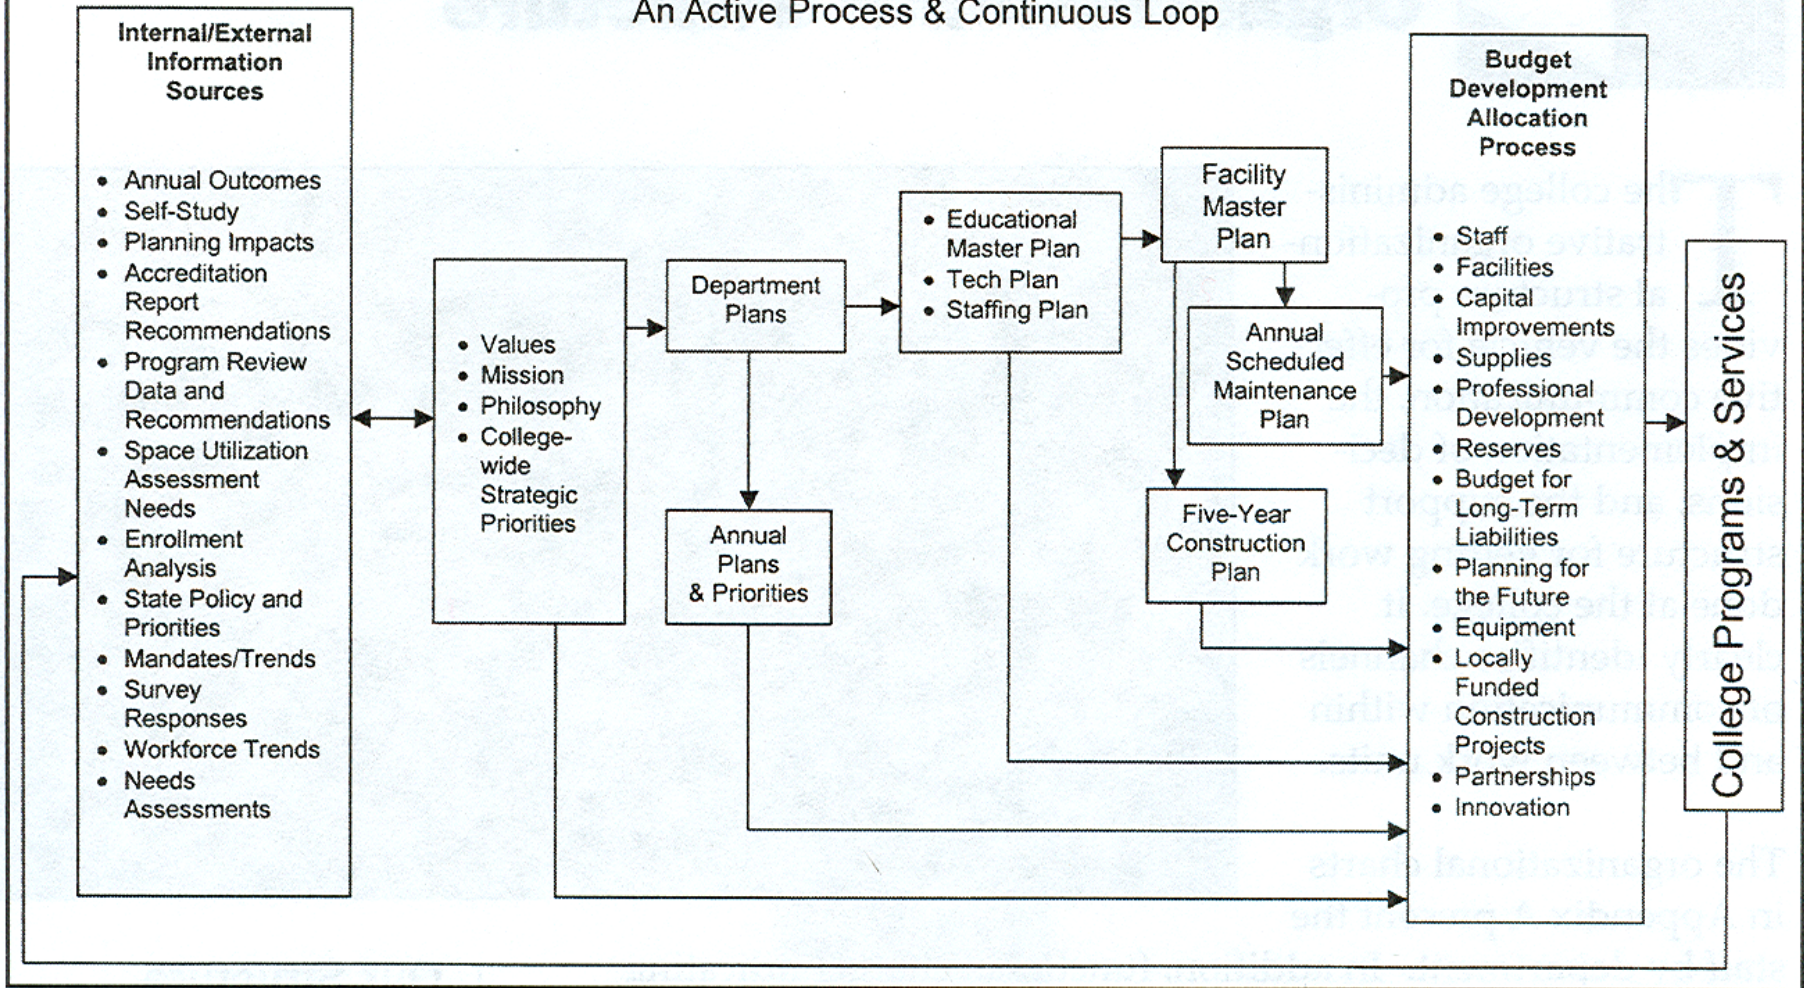 An Active Process & Continuous Loop
Internal/External
Information
Sources
• Annual Outcomes
• Self-Study
• Planning Impacts
• Accreditation
Report
Recommendations
• Program Review
Data and
Recommendations
• Space Utilization
Assessment
Needs
• Enrollment
Analysis
• State Policy and
Priorities
• Mandates/Trends
• Survey
Responses
• Workforce Trends
• Needs
Assessments
• Values
• Mission
• Philosophy
• College-
wide
Strategic
Priorities
Department
Plans
Annual
Plans
& Priorities
• Educational
Master Plan
• Tech Plan
• Staffing Plan
Facility
Master
Plan
Annual
Scheduled
Maintenance
Plan
Five-Year
Construction
Plan
Budget
Development
Allocation
Process
• Staff
• Facilities
• Capital
Improvements
• Supplies
• Professional
Development
• Reserves
• Budget for
Long-Term
Liabilities
• Planning for
the Future
• Equipment
• Locally
Funded
Construction
Projects
• Partnerships
• Innovation
College Programs & Services